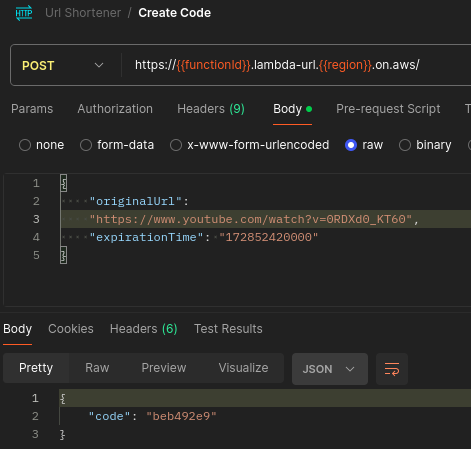 HTTP Url Shortener / Create Code
POST https://{{functionId}}.lambda-url.{{region}}.on.aws/
Params Authorization Headers (9) Body Pre-request Script T
none form-data x-www-form-urlencoded raw binary
1 {
2 "originalUrl":
3 "https://www.youtube.com/watch?v=0RDXd0_KT60",
4 "expirationTime": "172852420000"
5 }
Body Cookies Headers (6) Test Results
Pretty Raw Preview Visualize JSON
1 {
2 "code": "beb492e9"
3 }